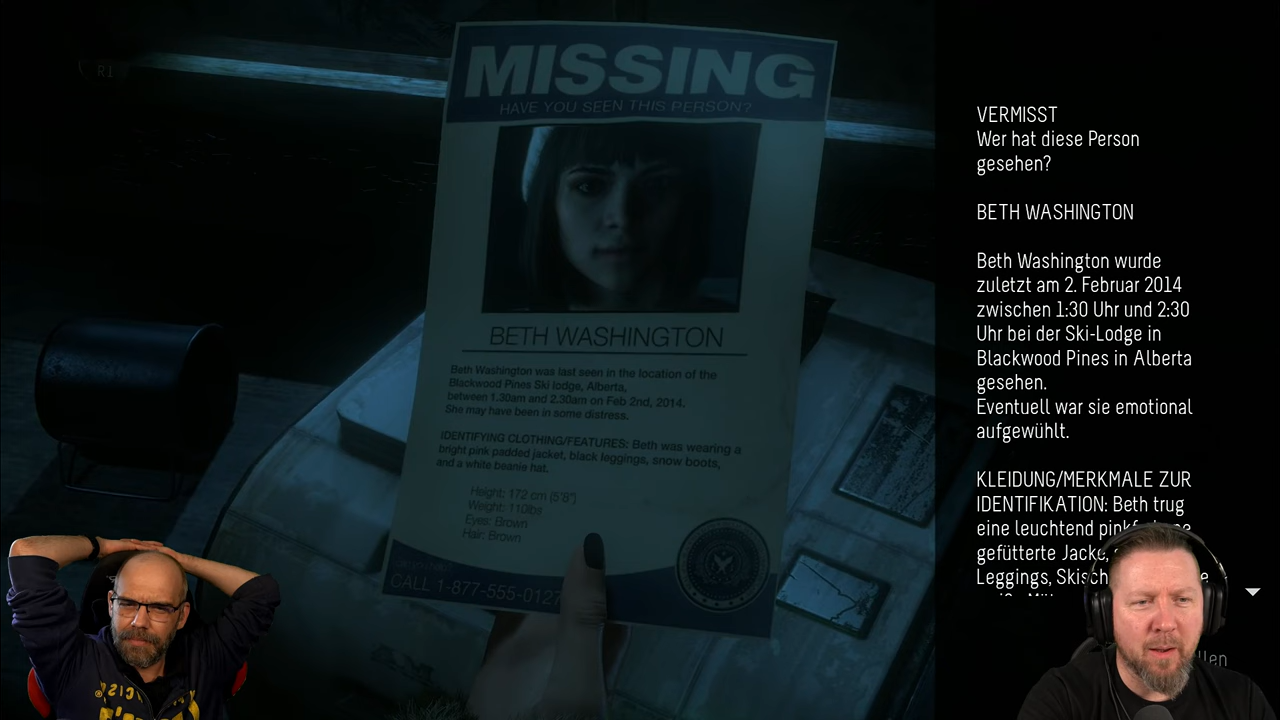 MISSING
HAVE YOU SEEN THIS PERSON?
BETH WASHINGTON
Beth Washington was last seen in the location of the
Blackwood Pines Ski lodge, Alberta,
between 1.30am and 2.30am on Feb 2nd, 2014.
She may have been in some distress.
IDENTIFYING CLOTHING/FEATURES: Beth was wearing a
bright pink padded jacket, black leggings, snow boots,
and a white beanie hat.
Height: 172 cm (5'8")
Weight: 110lbs
Eyes: Brown
Hair: Brown
CALL 1-877-555-0127
VERMISST
Wer hat diese Person
gesehen?
BETH WASHINGTON
Beth Washington wurde
zuletzt am 2. Februar 2014
zwischen 1:30 Uhr und 2:30
Uhr bei der Ski-Lodge in
Blackwood Pines in Alberta
gesehen.
Eventuell war sie emotional
aufgewühlt.
KLEIDUNG/MERKMALE ZUR
IDENTIFIKATION: Beth trug
eine leuchtend
gefütterte Jacke,
Leggings,